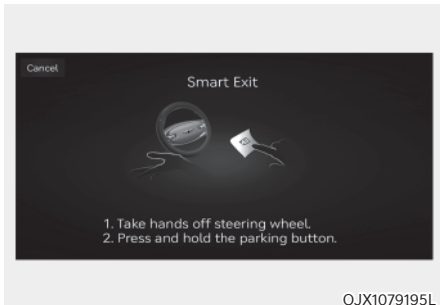 Cancel
Smart Exit
1. Take hands off steering wheel.
2. Press and hold the parking button.
OJX1079195L